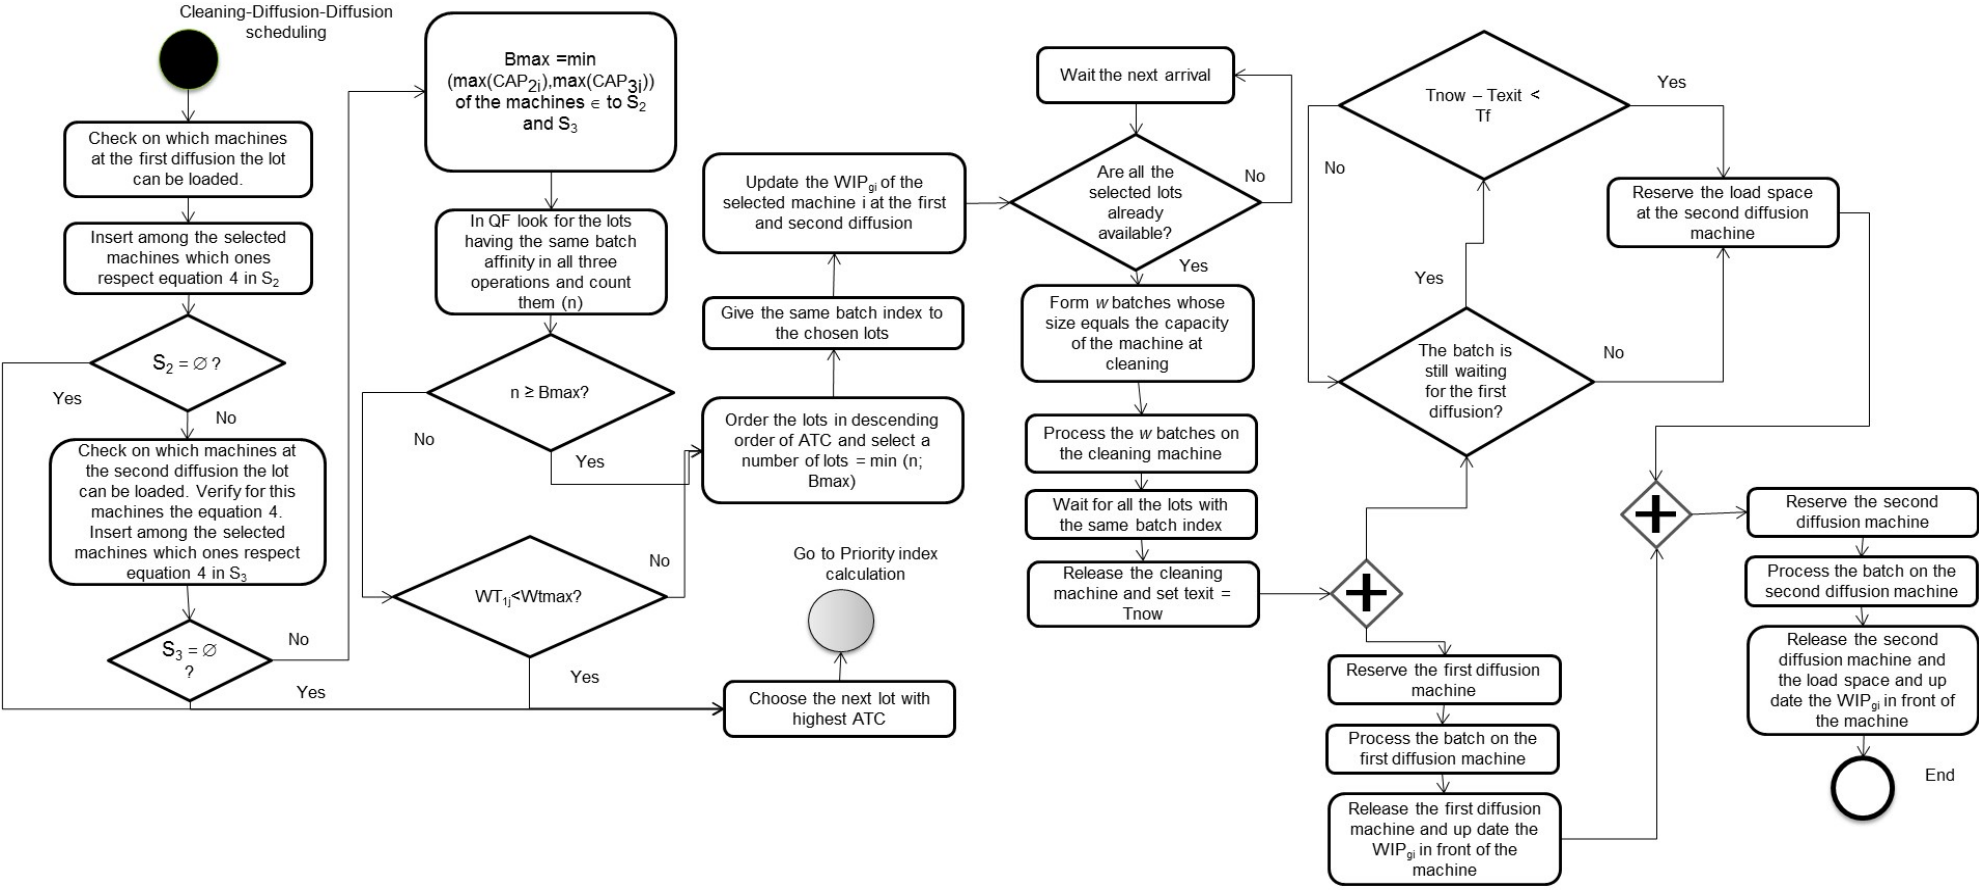 Cleaning-Diffusion-Diffusion
scheduling
Check on which machines
at the first diffusion the lot
can be loaded.
Insert among the selected
machines which ones
respect equation 4 in S2
S2 = ∅ ?
Yes
No
Check on which machines at
the second diffusion the lot
can be loaded. Verify for this
machines the equation 4.
Insert among the selected
machines which ones respect
equation 4 in S3
S3 = ∅
?
No
Yes
Bmax =min
(max(CAP2i),max(CAP3i))
of the machines ∈ to S2
and S3
In QF look for the lots
having the same batch
affinity in all three
operations and count
them (n)
n ≥ Bmax?
No
Yes
WT1j<Wtmax?
No
Yes
Order the lots in descending
order of ATC and select a
number of lots = min (n;
Bmax)
Give the same batch index to
the chosen lots
Update the WIPgi of the
selected machine i at the first
and second diffusion
Go to Priority index
calculation
Choose the next lot with
highest ATC
Wait the next arrival
Are all the
selected lots
already
available?
No
Yes
Form w batches whose
size equals the capacity
of the machine at
cleaning
Process the w batches on
the cleaning machine
Wait for all the lots with
the same batch index
Release the cleaning
machine and set texit =
Tnow
Tnow – Texit <
Tf
Yes
No
Reserve the load space
at the second diffusion
machine
Yes
The batch is
still waiting
for the first
diffusion?
No
Reserve the first diffusion
machine
Process the batch on the
first diffusion machine
Release the first diffusion
machine and up date the
WIPgi in front of the
machine
Reserve the second
diffusion machine
Process the batch on the
second diffusion machine
Release the second
diffusion machine and
the load space and up
date the WIPgi in front of
the machine
End